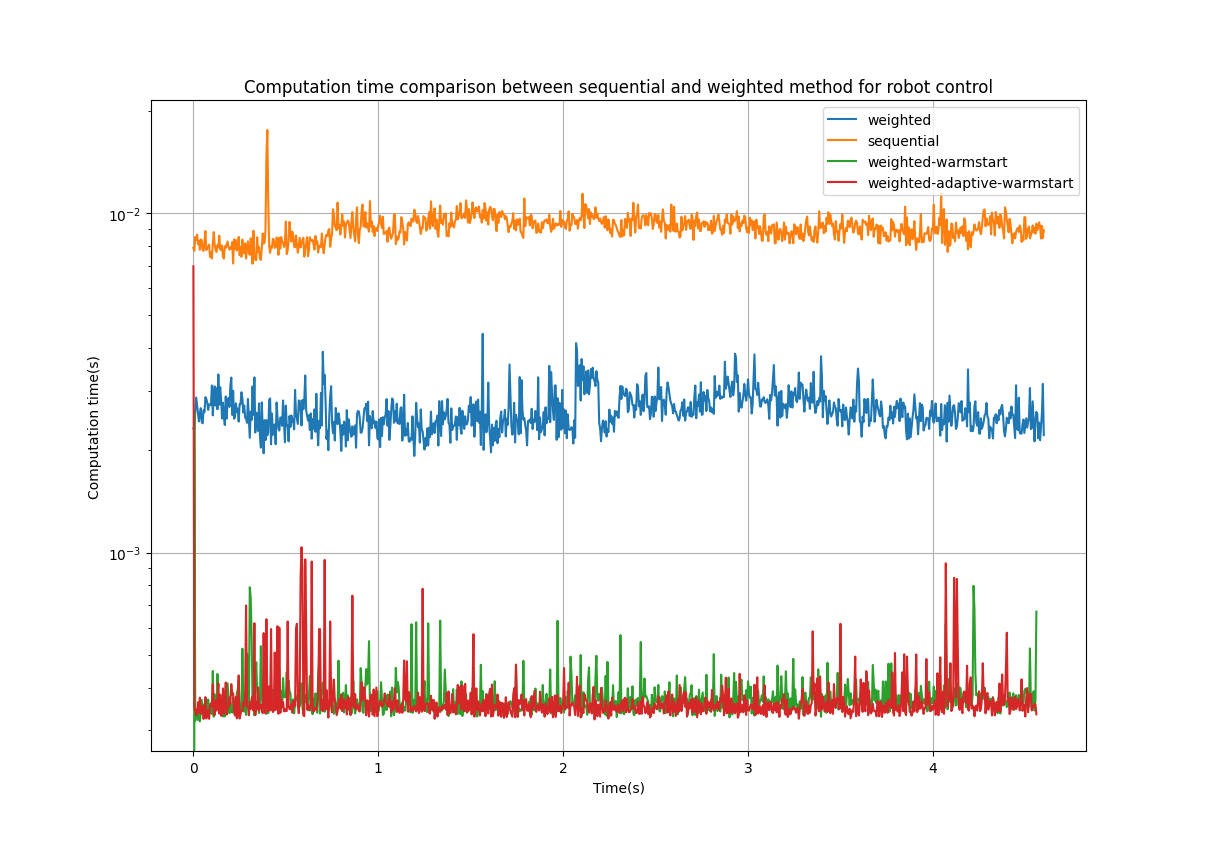 Computation time comparison between sequential and weighted method for robot control
weighted
sequential
weighted-warmstart
weighted-adaptive-warmstart
10⁻²
10⁻³
Computation time(s)
0 1 2 3 4
Time(s)